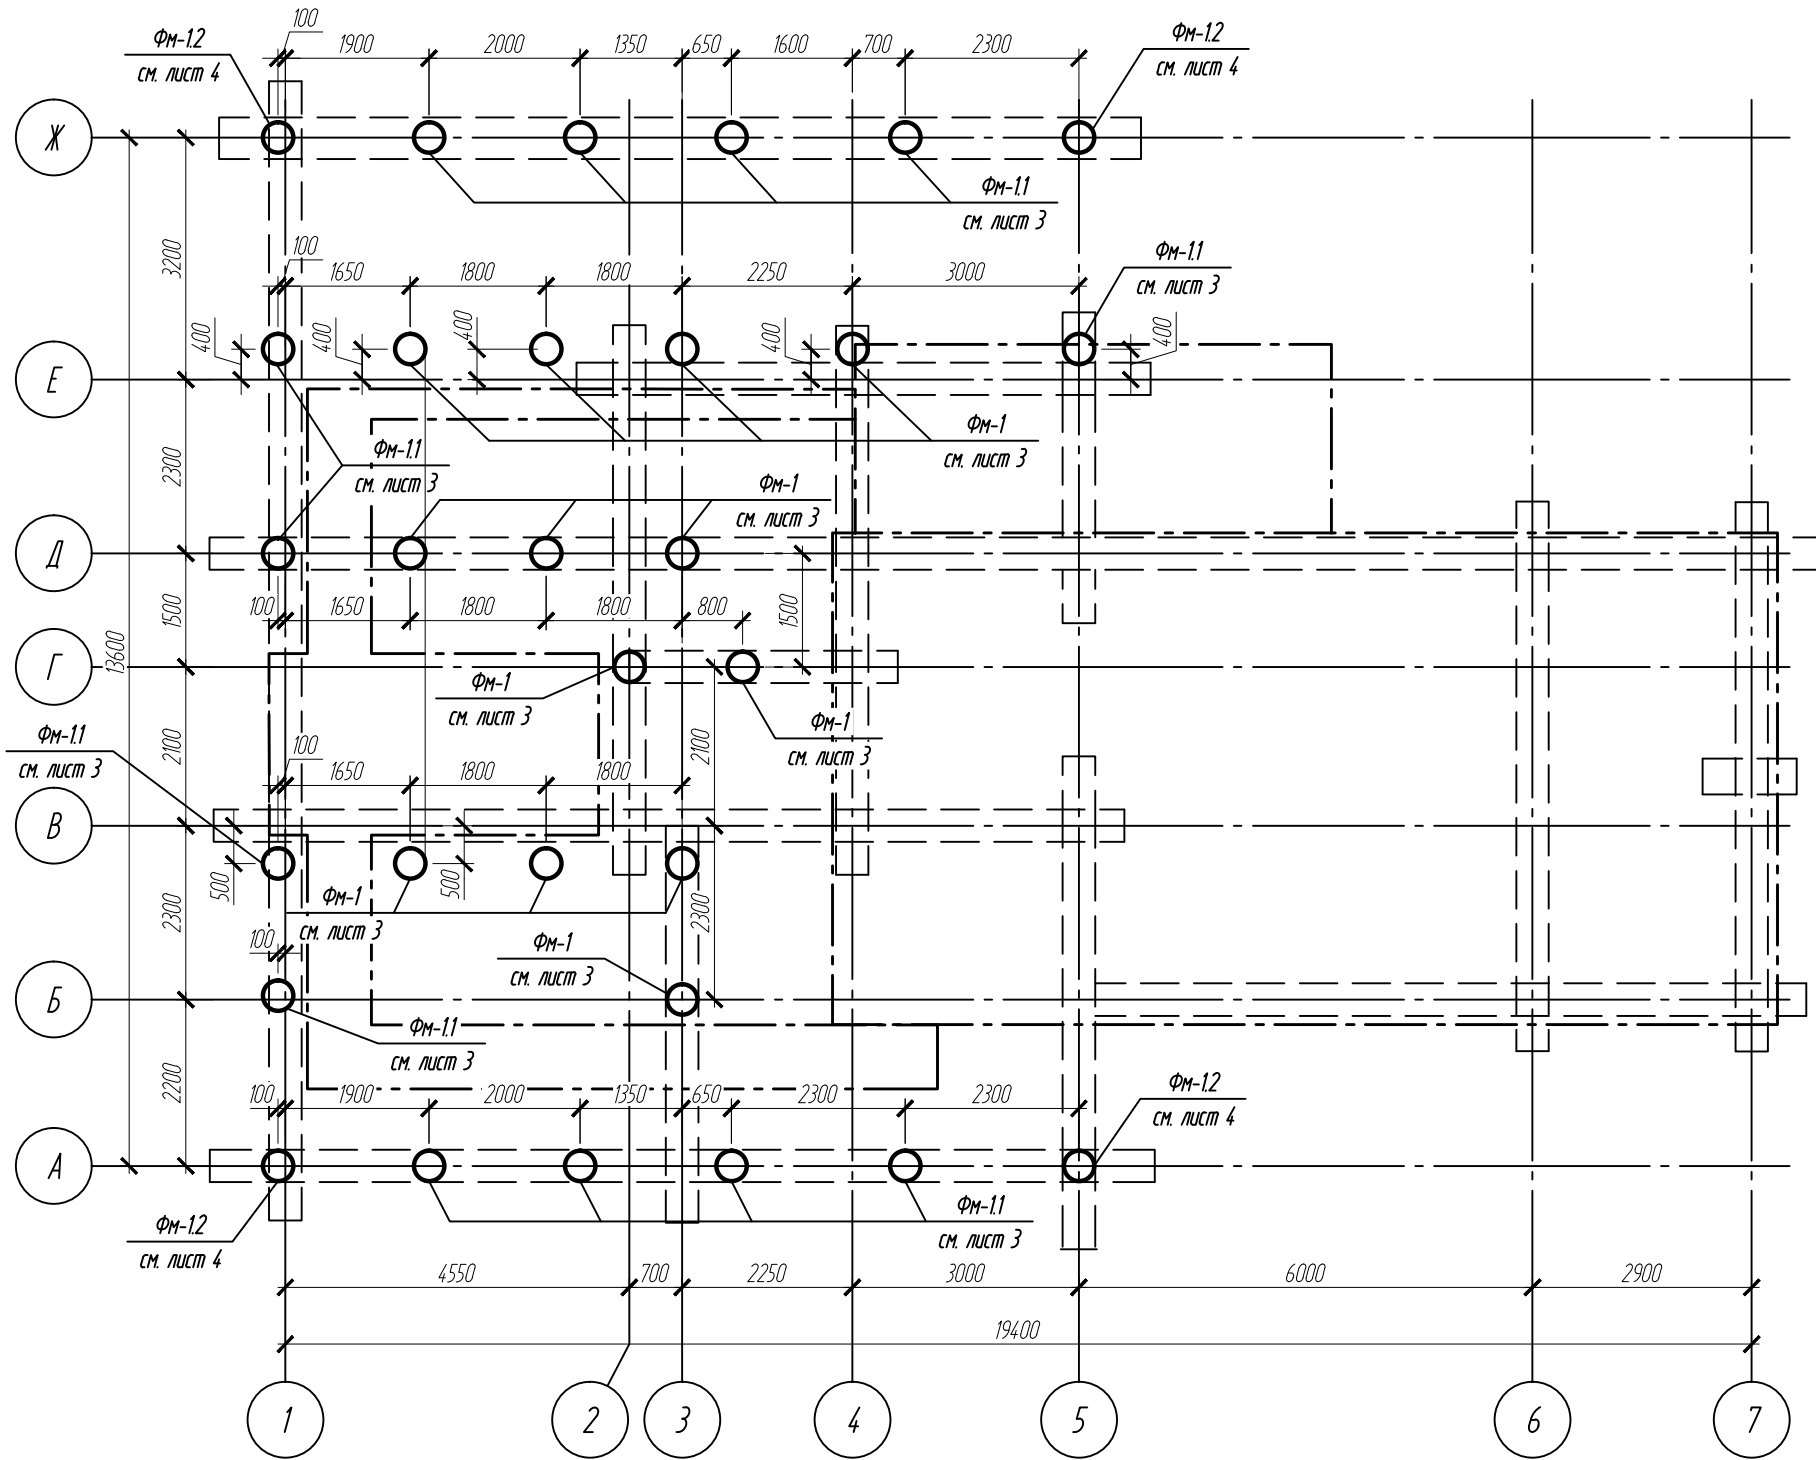 100
1900 2000 1350 650 1600 700 2300
Фм-1.2
см. лист 4
Фм-1.2
см. лист 4
Ж
Фм-1.1
см. лист 3
3200
100
1650 1800 1800 2250 3000
Фм-1.1
см. лист 3
400 400 400 400 400
Е
Фм-1
см. лист 3
Фм-1.1
см. лист 3
2300
Фм-1
см. лист 3
Д
100 1650 1800 1800 800
1500
1500
13600
Г
Фм-1
см. лист 3
Фм-1
см. лист 3
Фм-1.1
см. лист 3
2100
2100
100
1650 1800 1800
В
500
500
Фм-1
см. лист 3
2300
2300
100
Фм-1
см. лист 3
Б
Фм-1.1
см. лист 3
2200
100 1900 2000 1350 650 2300 2300
Фм-1.2
см. лист 4
А
Фм-1.2
см. лист 4
Фм-1.1
см. лист 3
4550 700 2250 3000 6000 2900
19400
1 2 3 4 5 6 7